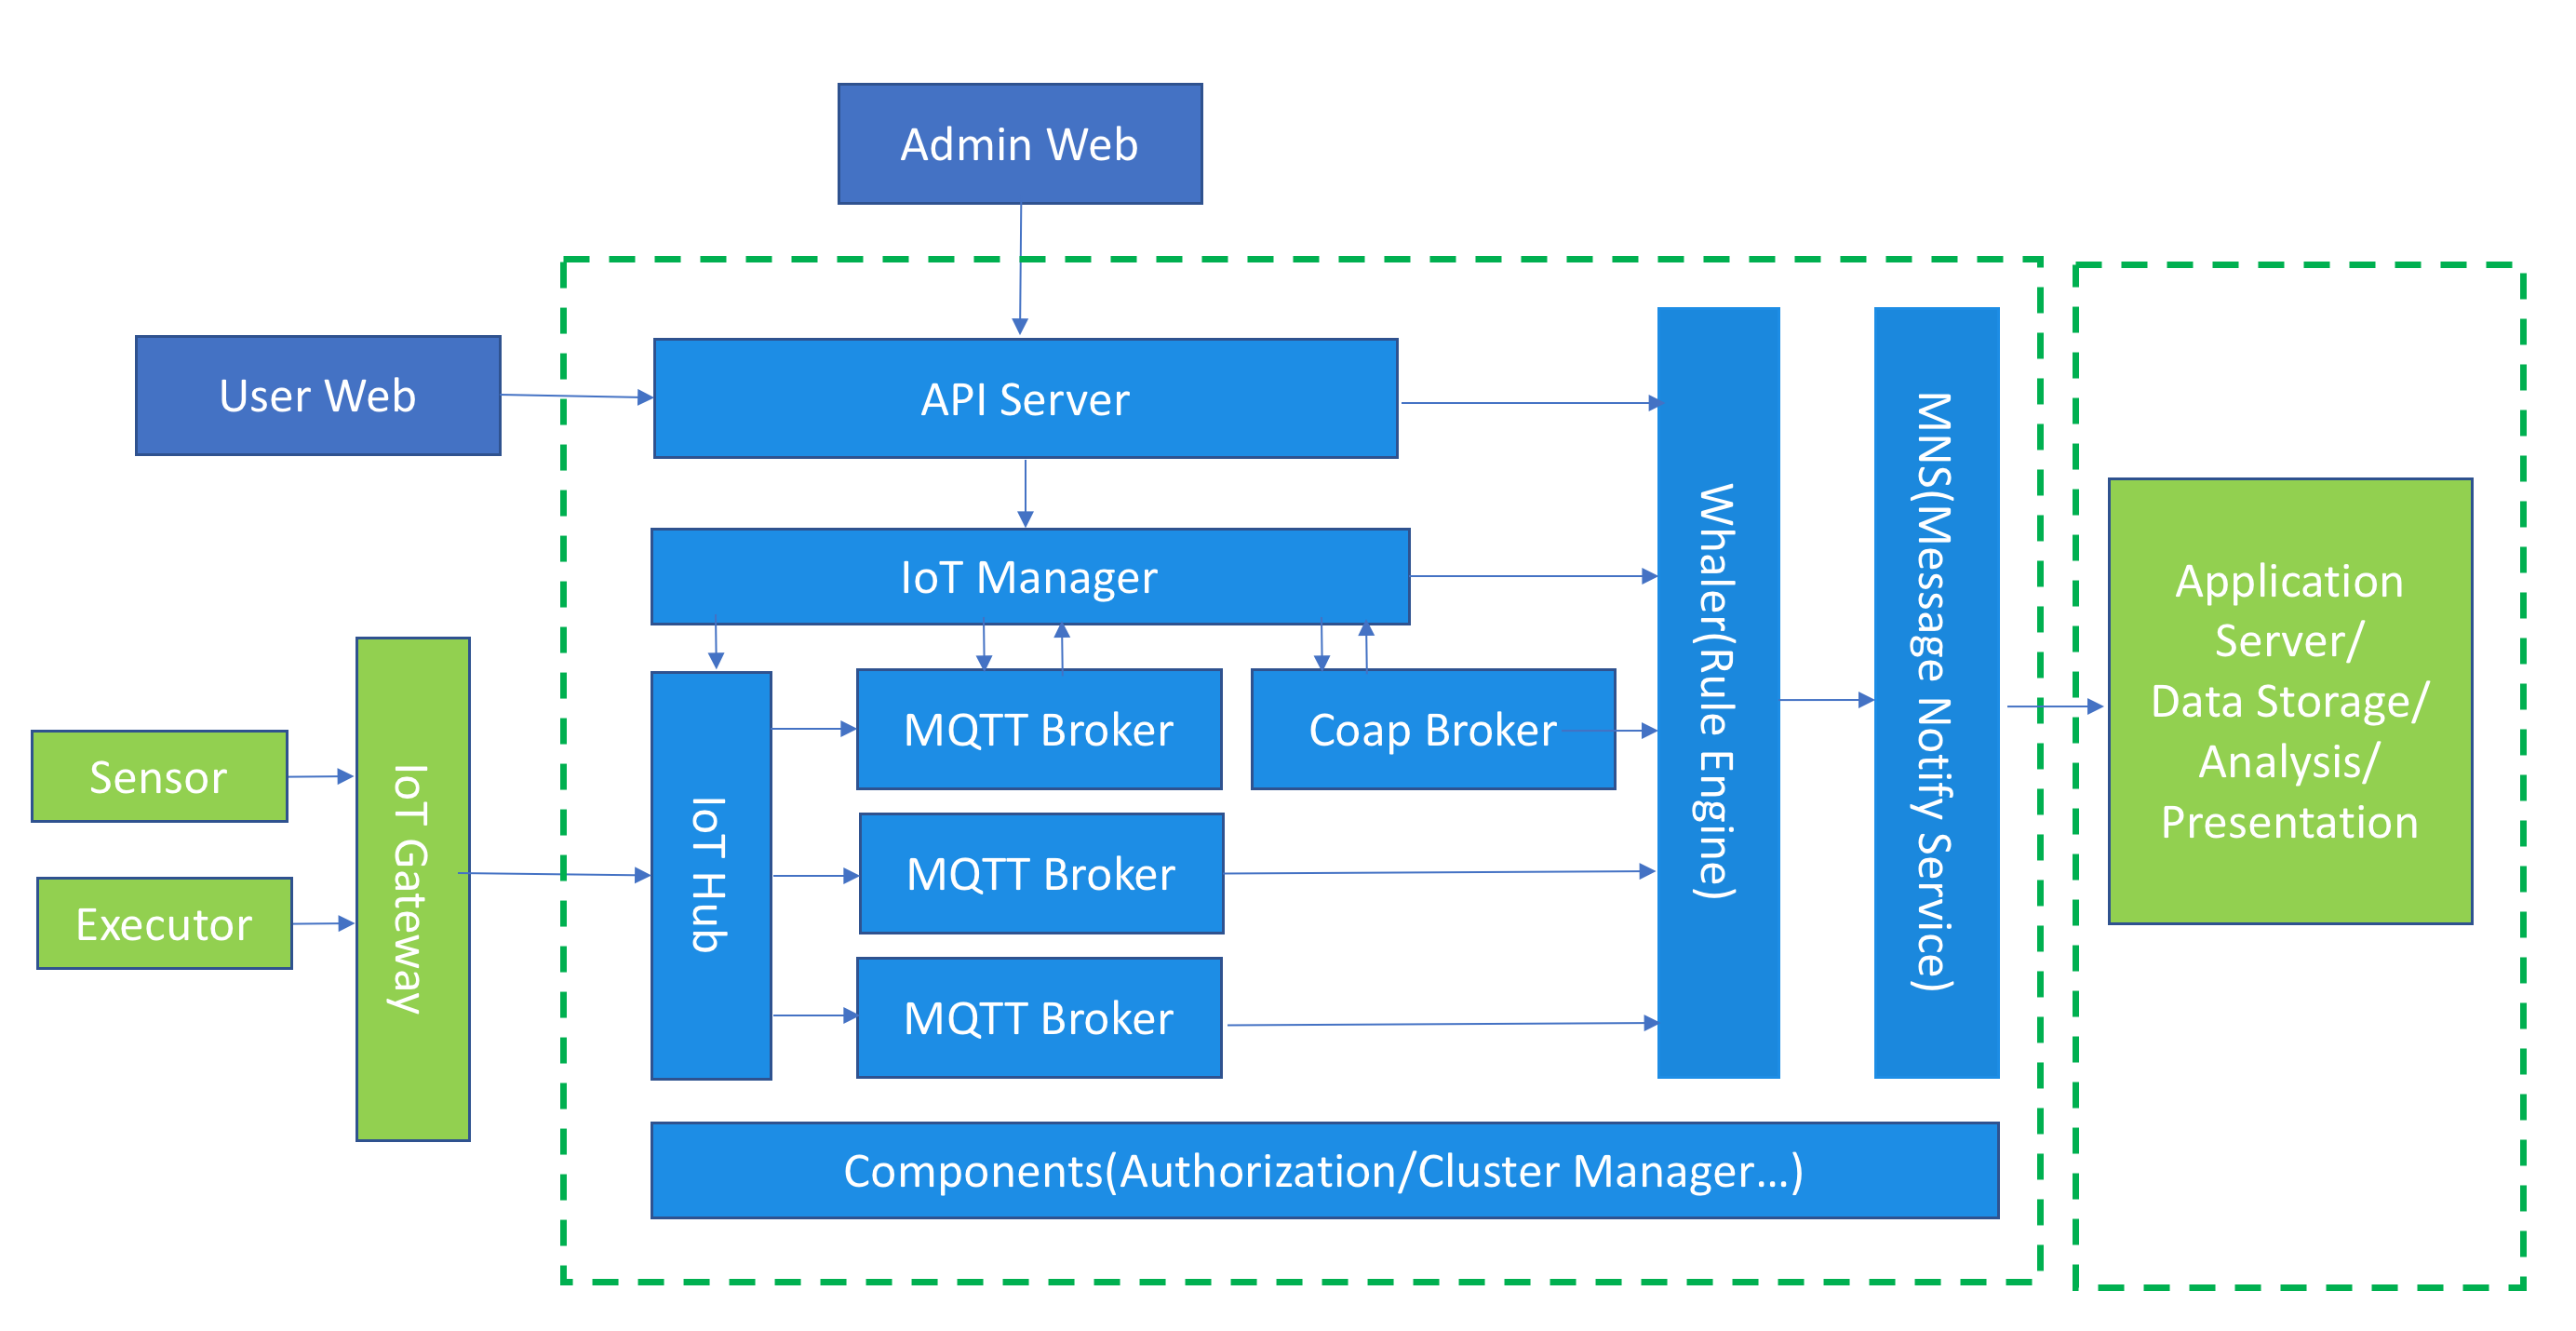 Admin Web
User Web
API Server
IoT Manager
Whaler(Rule Engine)
MNS(Message Notify Service)
Application
Server/
Data Storage/
Analysis/
Presentation
Sensor
Executor
IoT Gateway
IoT Hub
MQTT Broker
Coap Broker
MQTT Broker
MQTT Broker
Components(Authorization/Cluster Manager...)